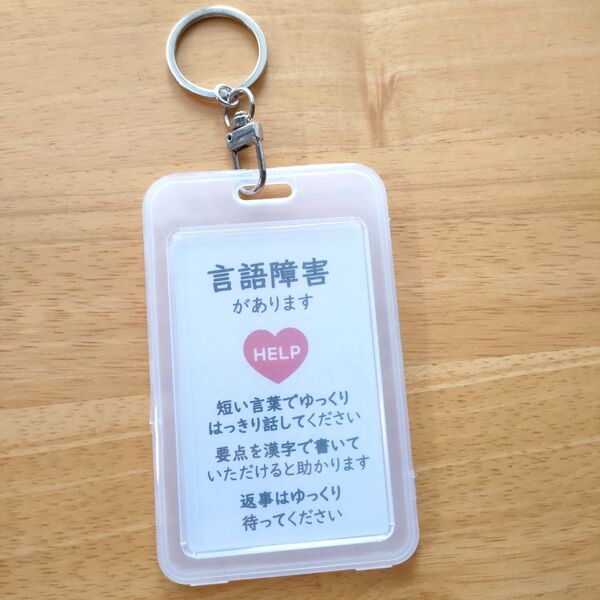 言語障害
があります
HELP
短い言葉でゆっくり
はっきり話してください
要点を漢字で書いて
いただけると助かります
返事はゆっくり
待ってください